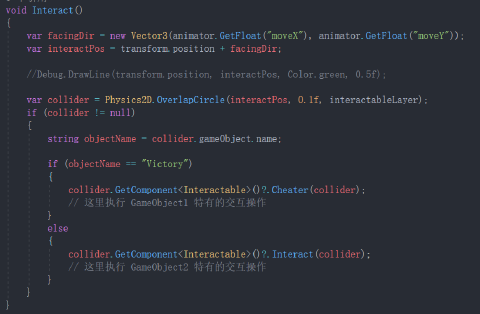 void Interact()
{
var facingDir = new Vector3(animator.GetFloat("moveX"), animator.GetFloat("moveY"));
var interactPos = transform.position + facingDir;
//Debug.DrawLine(transform.position, interactPos, Color.green, 0.5f);
var collider = Physics2D.OverlapCircle(interactPos, 0.1f, interactableLayer);
if (collider != null)
{
string objectName = collider.gameObject.name;
if (objectName == "Victory")
{
collider.GetComponent<Interactable>()?.Cheater(collider);
// 这里执行 GameObject1 特有的交互操作
}
else
{
collider.GetComponent<Interactable>()?.Interact(collider);
// 这里执行 GameObject2 特有的交互操作
}
}
}